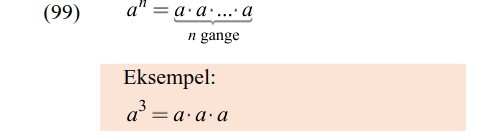 (99) aⁿ = a · a · ... · a
n gange
Eksempel:
a³ = a · a · a